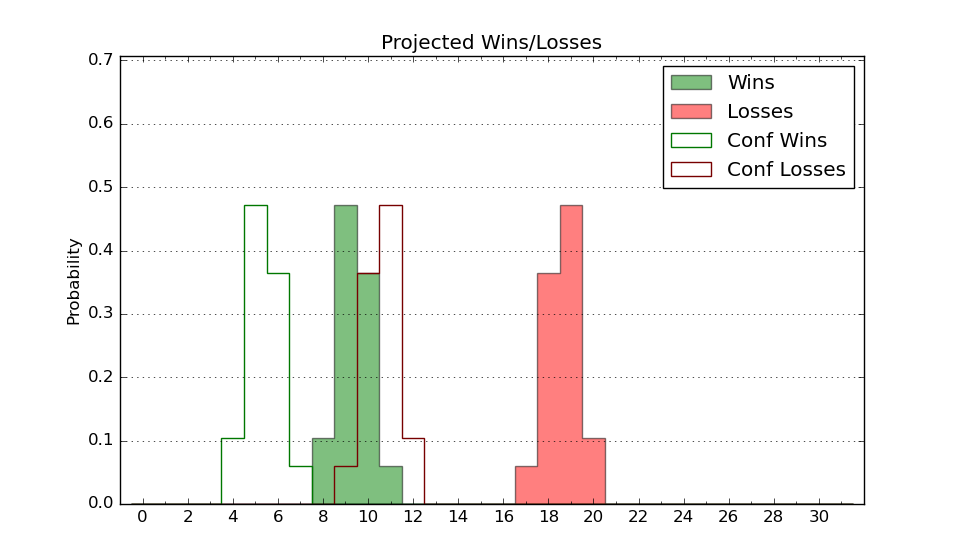 Projected Wins/Losses
0.7
0.6
0.5
0.4
0.3
0.2
0.1
0.0
Probability
Wins
Losses
Conf Wins
Conf Losses
0 2 4 6 8 10 12 14 16 18 20 22 24 26 28 30